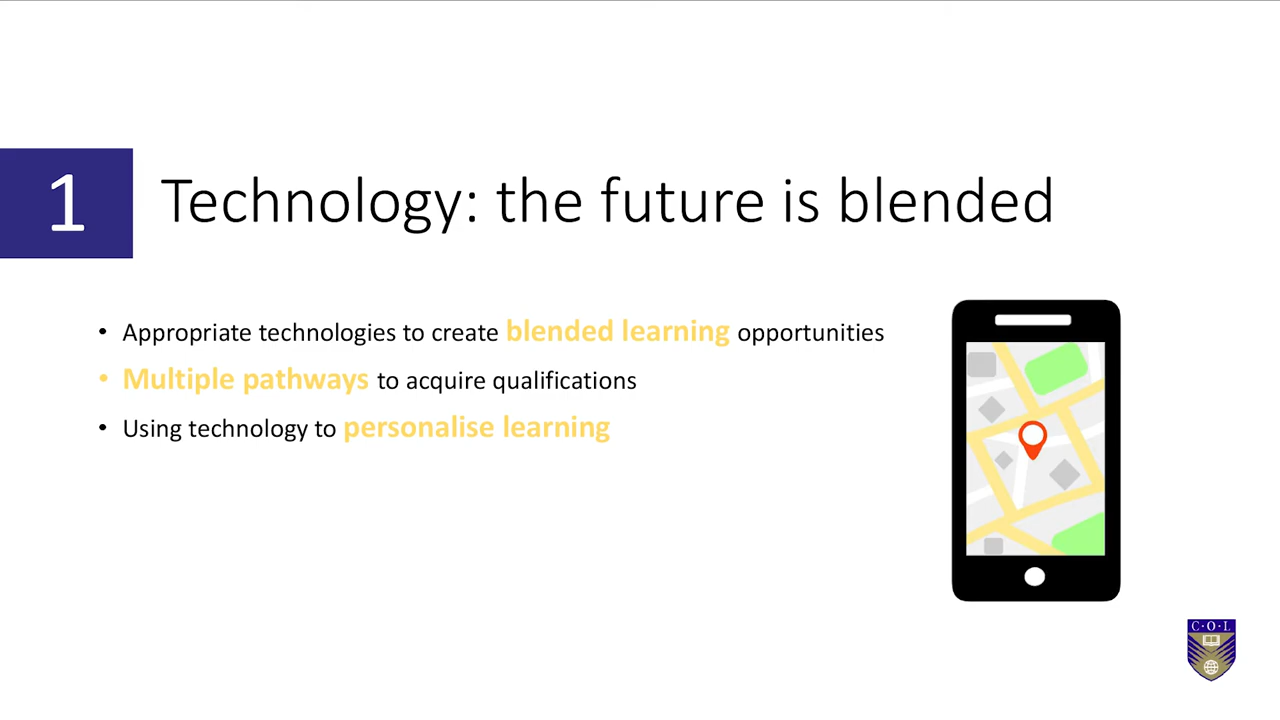 1
Technology: the future is blended
• Appropriate technologies to create blended learning opportunities
• Multiple pathways to acquire qualifications
• Using technology to personalise learning
C·O·L